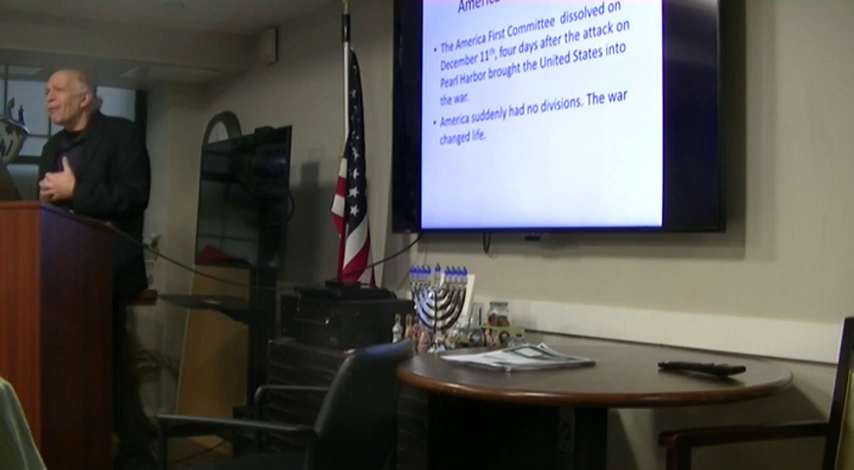 America
• The America First Committee dissolved on
December 11th, four days after the attack on
Pearl Harbor brought the United States into
the war.
• America suddenly had no divisions. The war
changed life.